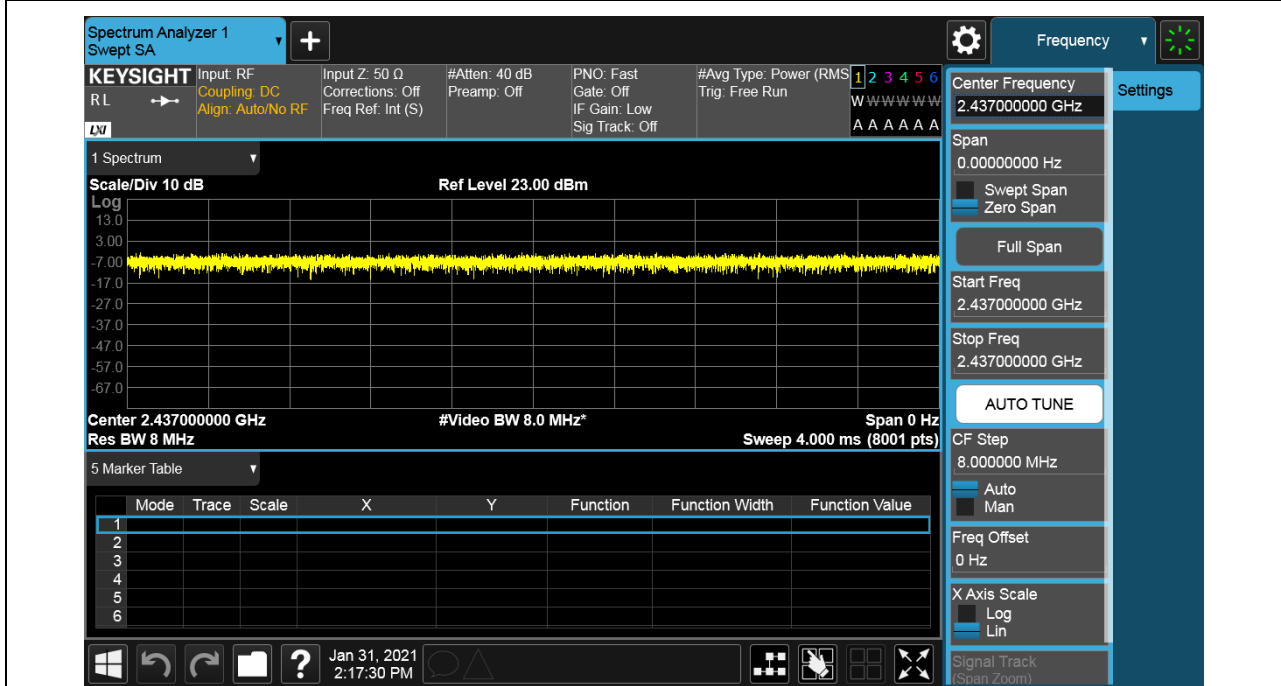 Spectrum Analyzer 1
Swept SA
+
Frequency
KEYSIGHT
RL
LXI
Input: RF
Coupling: DC
Align: Auto/No RF
Input Z: 50 Ω
Corrections: Off
Freq Ref: Int (S)
#Atten: 40 dB
Preamp: Off
PNO: Fast
Gate: Off
IF Gain: Low
Sig Track: Off
#Avg Type: Power (RMS
Trig: Free Run
1 2 3 4 5 6
W W W W W W
A A A A A A
1 Spectrum
Scale/Div 10 dB
Ref Level 23.00 dBm
Log
13.0
3.00
-7.00
-17.0
-27.0
-37.0
-47.0
-57.0
-67.0
Center 2.437000000 GHz
#Video BW 8.0 MHz*
Span 0 Hz
Res BW 8 MHz
Sweep 4.000 ms (8001 pts)
5 Marker Table
Mode Trace Scale X Y Function Function Width Function Value
1
2
3
4
5
6
?
Jan 31, 2021
2:17:30 PM
Center Frequency
2.437000000 GHz
Settings
Span
0.00000000 Hz
Swept Span
Zero Span
Full Span
Start Freq
2.437000000 GHz
Stop Freq
2.437000000 GHz
AUTO TUNE
CF Step
8.000000 MHz
Auto
Man
Freq Offset
0 Hz
X Axis Scale
Log
Lin
Signal Track
(Span Zoom)